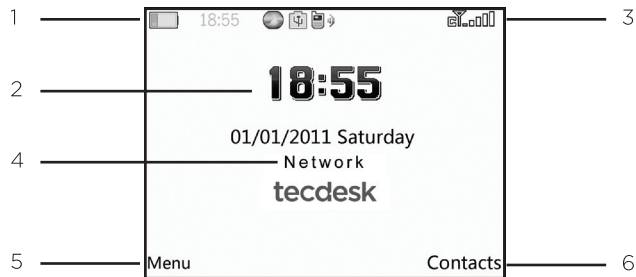 1 18:55 3
2 18:55
01/01/2011 Saturday
4 Network
tecdesk
5 Menu Contacts 6